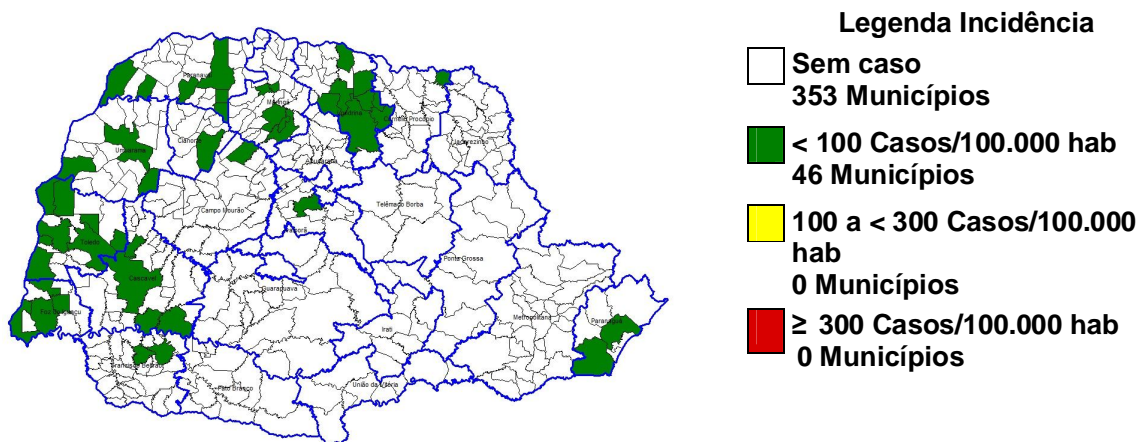 Legenda Incidência
Sem caso
353 Municípios
< 100 Casos/100.000 hab
46 Municípios
100 a < 300 Casos/100.000
hab
0 Municípios
≥ 300 Casos/100.000 hab
0 Municípios
Paranavaí
Maringá
Londrina
Cornélio Procópio
Jacarezinho
Umuarama
Cianorte
Apucarana
Campo Mourão
Telêmaco Borba
Ivaiporã
Toledo
Cascavel
Ponta Grossa
Guarapuava
Foz do Iguaçu
Irati
Metropolitana
Paranaguá
Francisco Beltrão
Pato Branco
União da Vitória